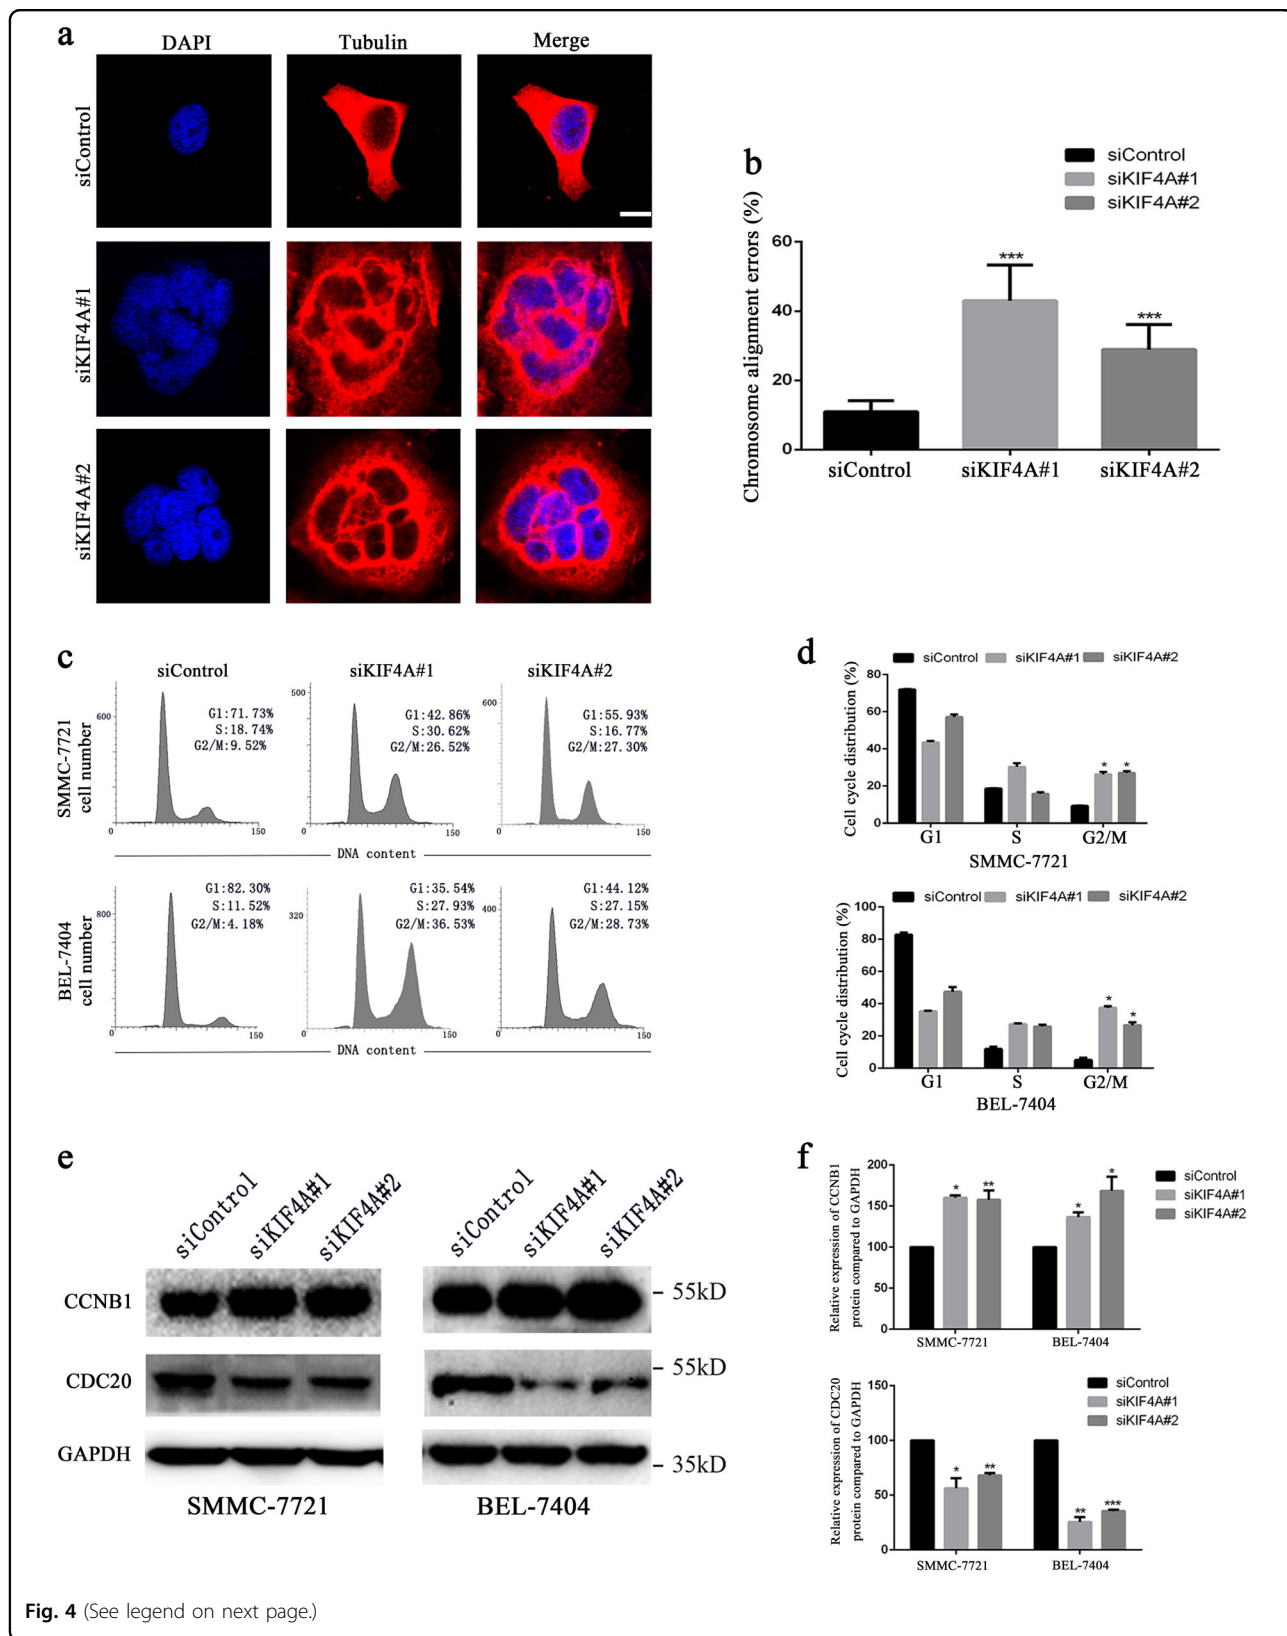 a
DAPI Tubulin Merge
siControl
siKIF4A#1
siKIF4A#2
b
siControl
siKIF4A#1
siKIF4A#2
Chromosome alignment errors (%)
60
40
20
0
***
***
siControl siKIF4A#1 siKIF4A#2
c
siControl siKIF4A#1 siKIF4A#2
SMMC-7721
cell number
600
G1:71.73%
S:18.74%
G2/M:9.52%
0 150
500
G1:42.86%
S:30.62%
G2/M:26.52%
0 150
600
G1:55.93%
S:16.77%
G2/M:27.30%
0 150
DNA content
BEL-7404
cell number
800
G1:82.30%
S:11.52%
G2/M:4.18%
0 150
320
G1:35.54%
S:27.93%
G2/M:36.53%
0 150
400
G1:44.12%
S:27.15%
G2/M:28.73%
0 150
DNA content
d
siControl siKIF4A#1 siKIF4A#2
Cell cycle distribution (%)
80
60
40
20
0
* *
G1 S G2/M
SMMC-7721
siControl siKIF4A#1 siKIF4A#2
Cell cycle distribution (%)
100
80
60
40
20
0
*
*
G1 S G2/M
BEL-7404
e
siControl siKIF4A#1 siKIF4A#2 siControl siKIF4A#1 siKIF4A#2
CCNB1
55kD
CDC20
55kD
GAPDH
35kD
SMMC-7721 BEL-7404
f
Relative expression of CCNB1
protein compared to GAPDH
200
150
100
50
0
* ** * *
siControl
siKIF4A#1
siKIF4A#2
SMMC-7721 BEL-7404
Relative expression of CDC20
protein compared to GAPDH
150
100
50
0
* ** ** ***
siControl
siKIF4A#1
siKIF4A#2
SMMC-7721 BEL-7404
Fig. 4 (See legend on next page.)